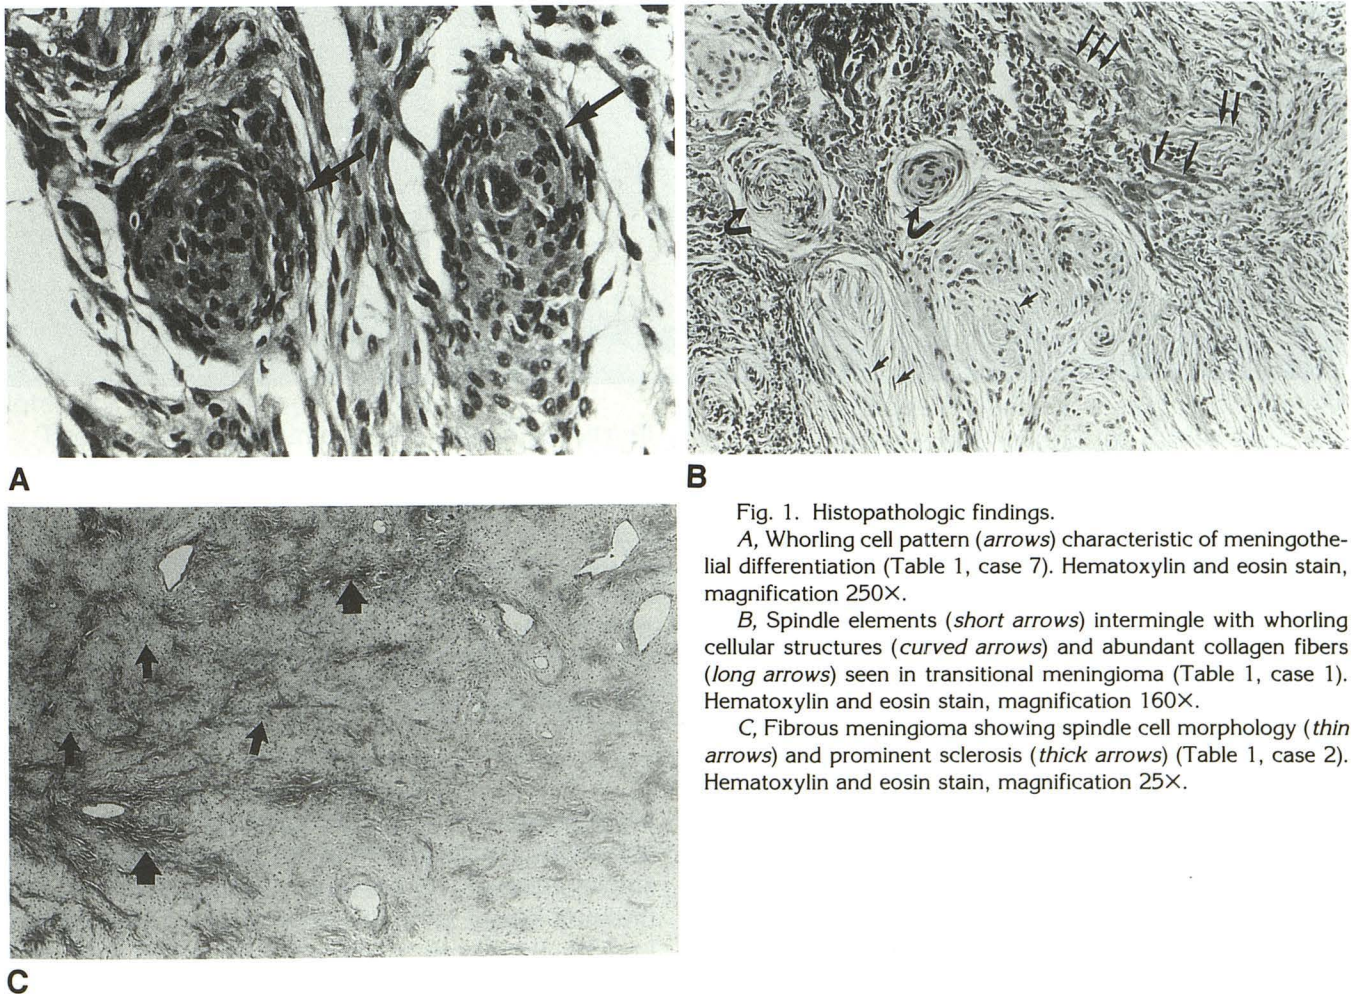 A
B
Fig. 1. Histopathologic findings.
A, Whorling cell pattern (arrows) characteristic of meningothe-
lial differentiation (Table 1, case 7). Hematoxylin and eosin stain,
magnification 250×.
B, Spindle elements (short arrows) intermingle with whorling
cellular structures (curved arrows) and abundant collagen fibers
(long arrows) seen in transitional meningioma (Table 1, case 1).
Hematoxylin and eosin stain, magnification 160×.
C, Fibrous meningioma showing spindle cell morphology (thin
arrows) and prominent sclerosis (thick arrows) (Table 1, case 2).
Hematoxylin and eosin stain, magnification 25×.
C